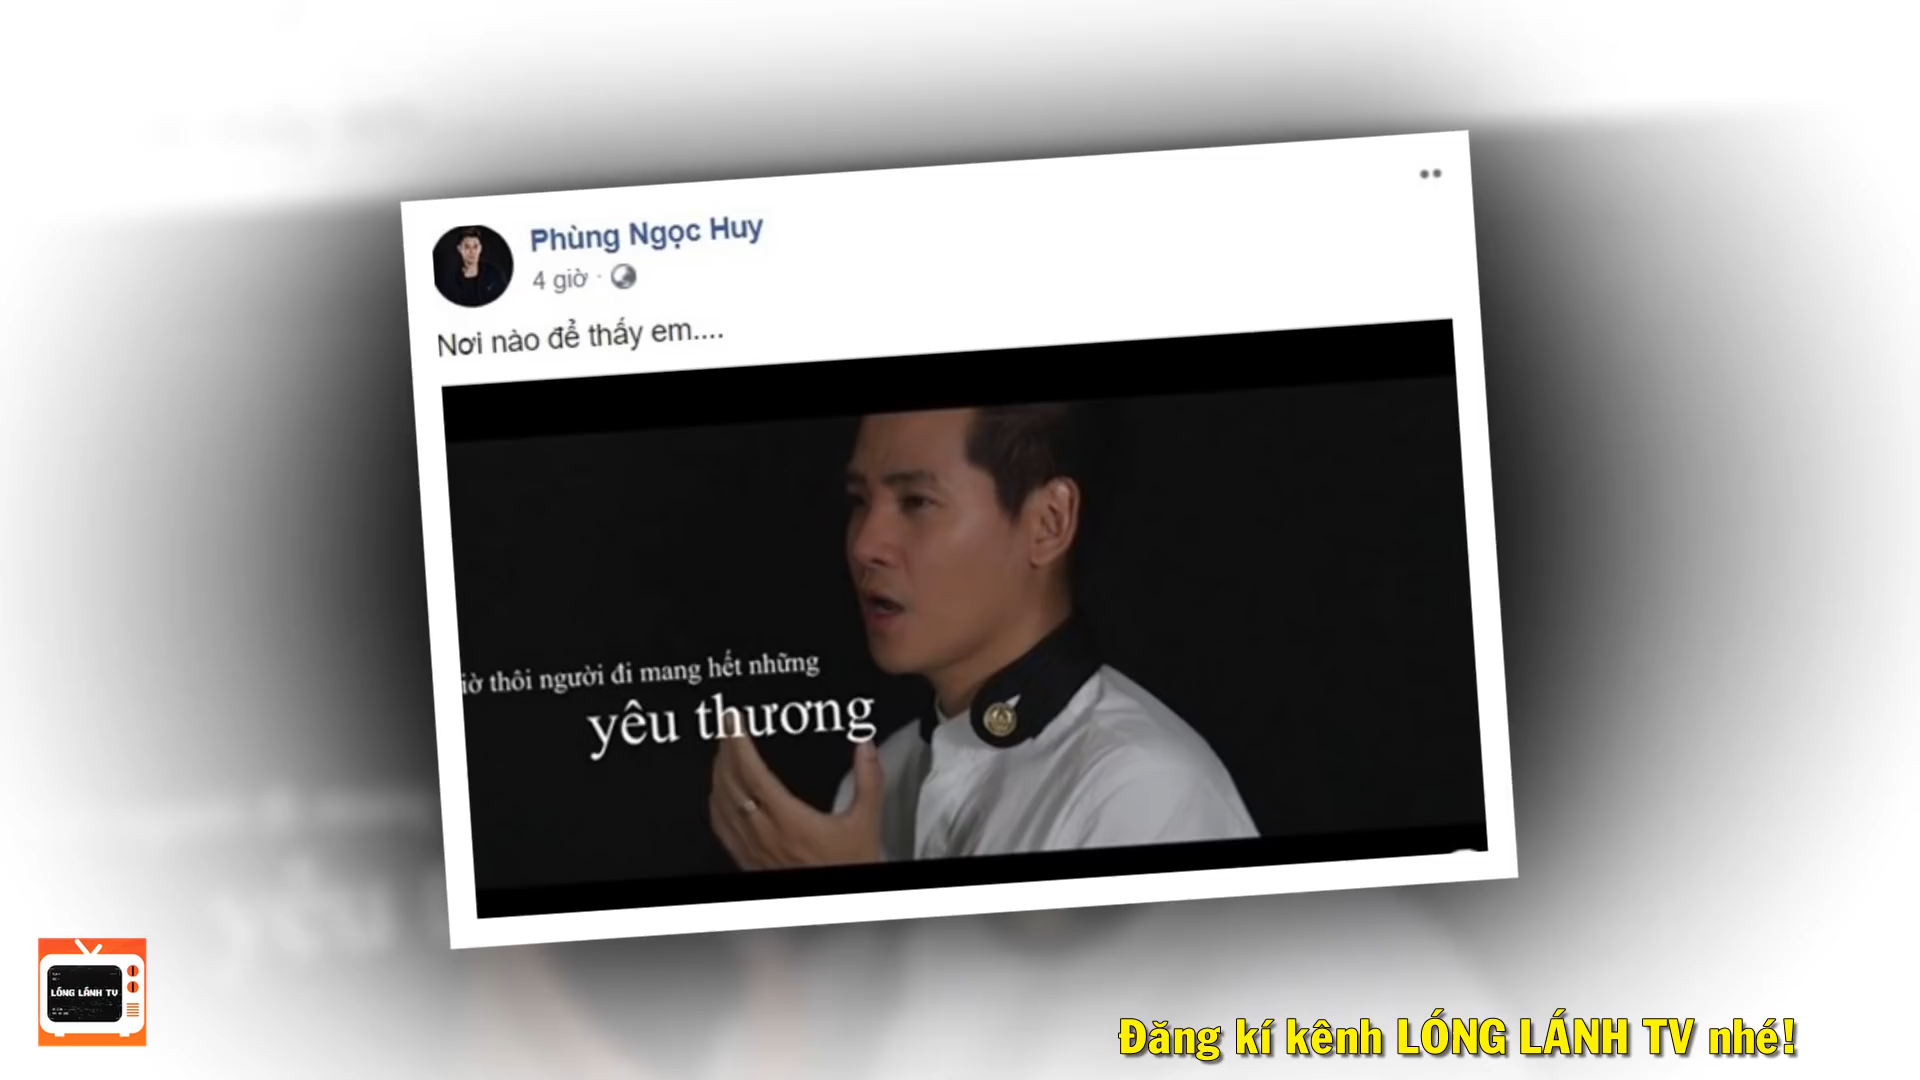 Phùng Ngọc Huy
4 giờ ·
Nơi nào để thấy em....
iờ thôi người đi mang hết những
yêu thương
LÓNG LÁNH TV
Đăng kí kênh LÓNG LÁNH TV nhé!